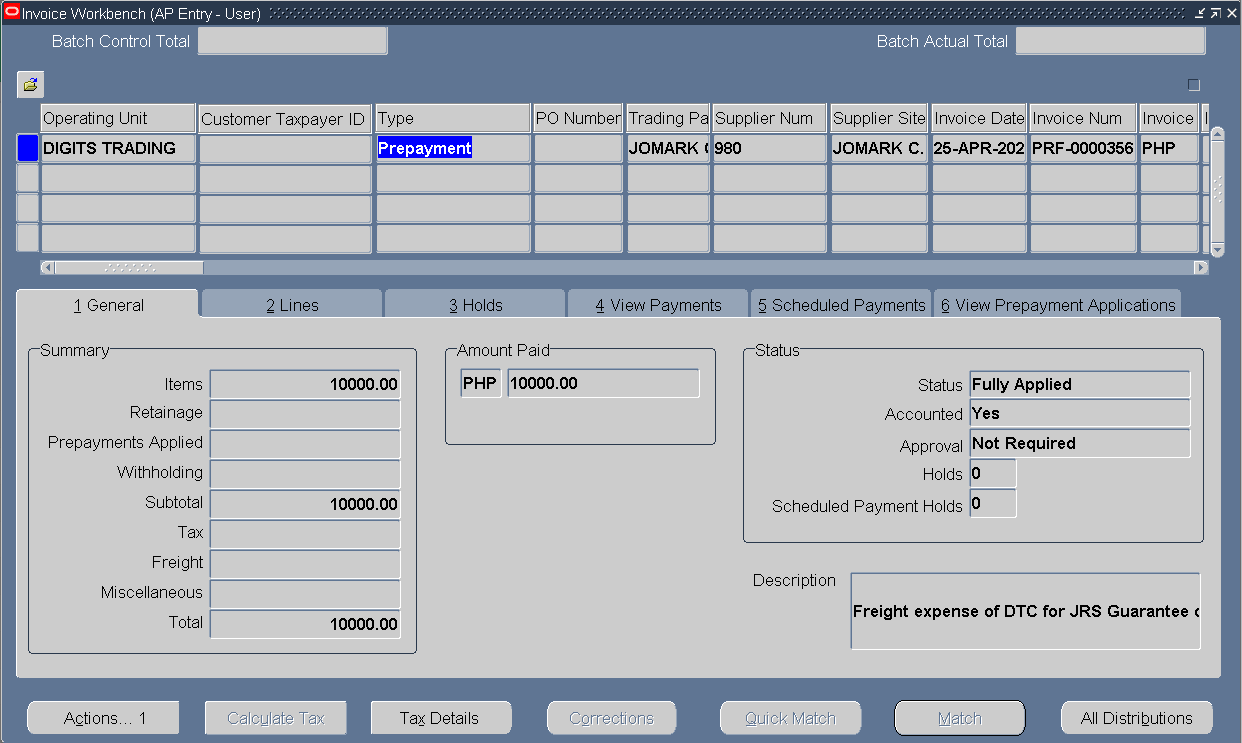 Invoice Workbench (AP Entry - User)
Batch Control Total
Batch Actual Total
Operating Unit Customer Taxpayer ID Type PO Number Trading Pa Supplier Num Supplier Site Invoice Date Invoice Num Invoice
DIGITS TRADING Prepayment JOMARK 980 JOMARK C. 25-APR-202 PRF-0000356 PHP
1 General 2 Lines 3 Holds 4 View Payments 5 Scheduled Payments 6 View Prepayment Applications
Summary
Items 10000.00
Retainage
Prepayments Applied
Withholding
Subtotal 10000.00
Tax
Freight
Miscellaneous
Total 10000.00
Amount Paid
PHP 10000.00
Status
Status Fully Applied
Accounted Yes
Approval Not Required
Holds 0
Scheduled Payment Holds 0
Description Freight expense of DTC for JRS Guarantee
Actions... 1 Calculate Tax Tax Details Corrections Quick Match Match All Distributions